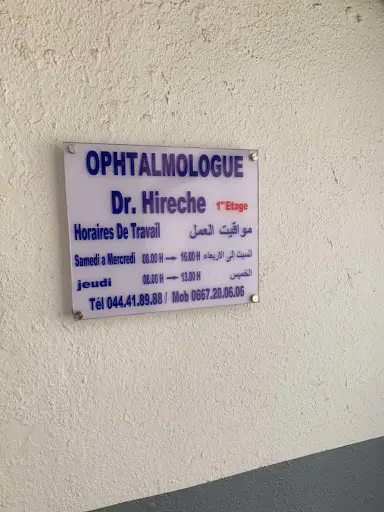 OPHTALMOLOGUE
Dr. Hireche 1er Etage
Horaires De Travail مواقيت العمل
Samedi a Mercredi 08.00 H → 16.00 H السبت إلى الاربعاء
jeudi 08.00 H → 13.00 H الخميس
Tél 044.41.89.88 / Mob 0667.20.06.06